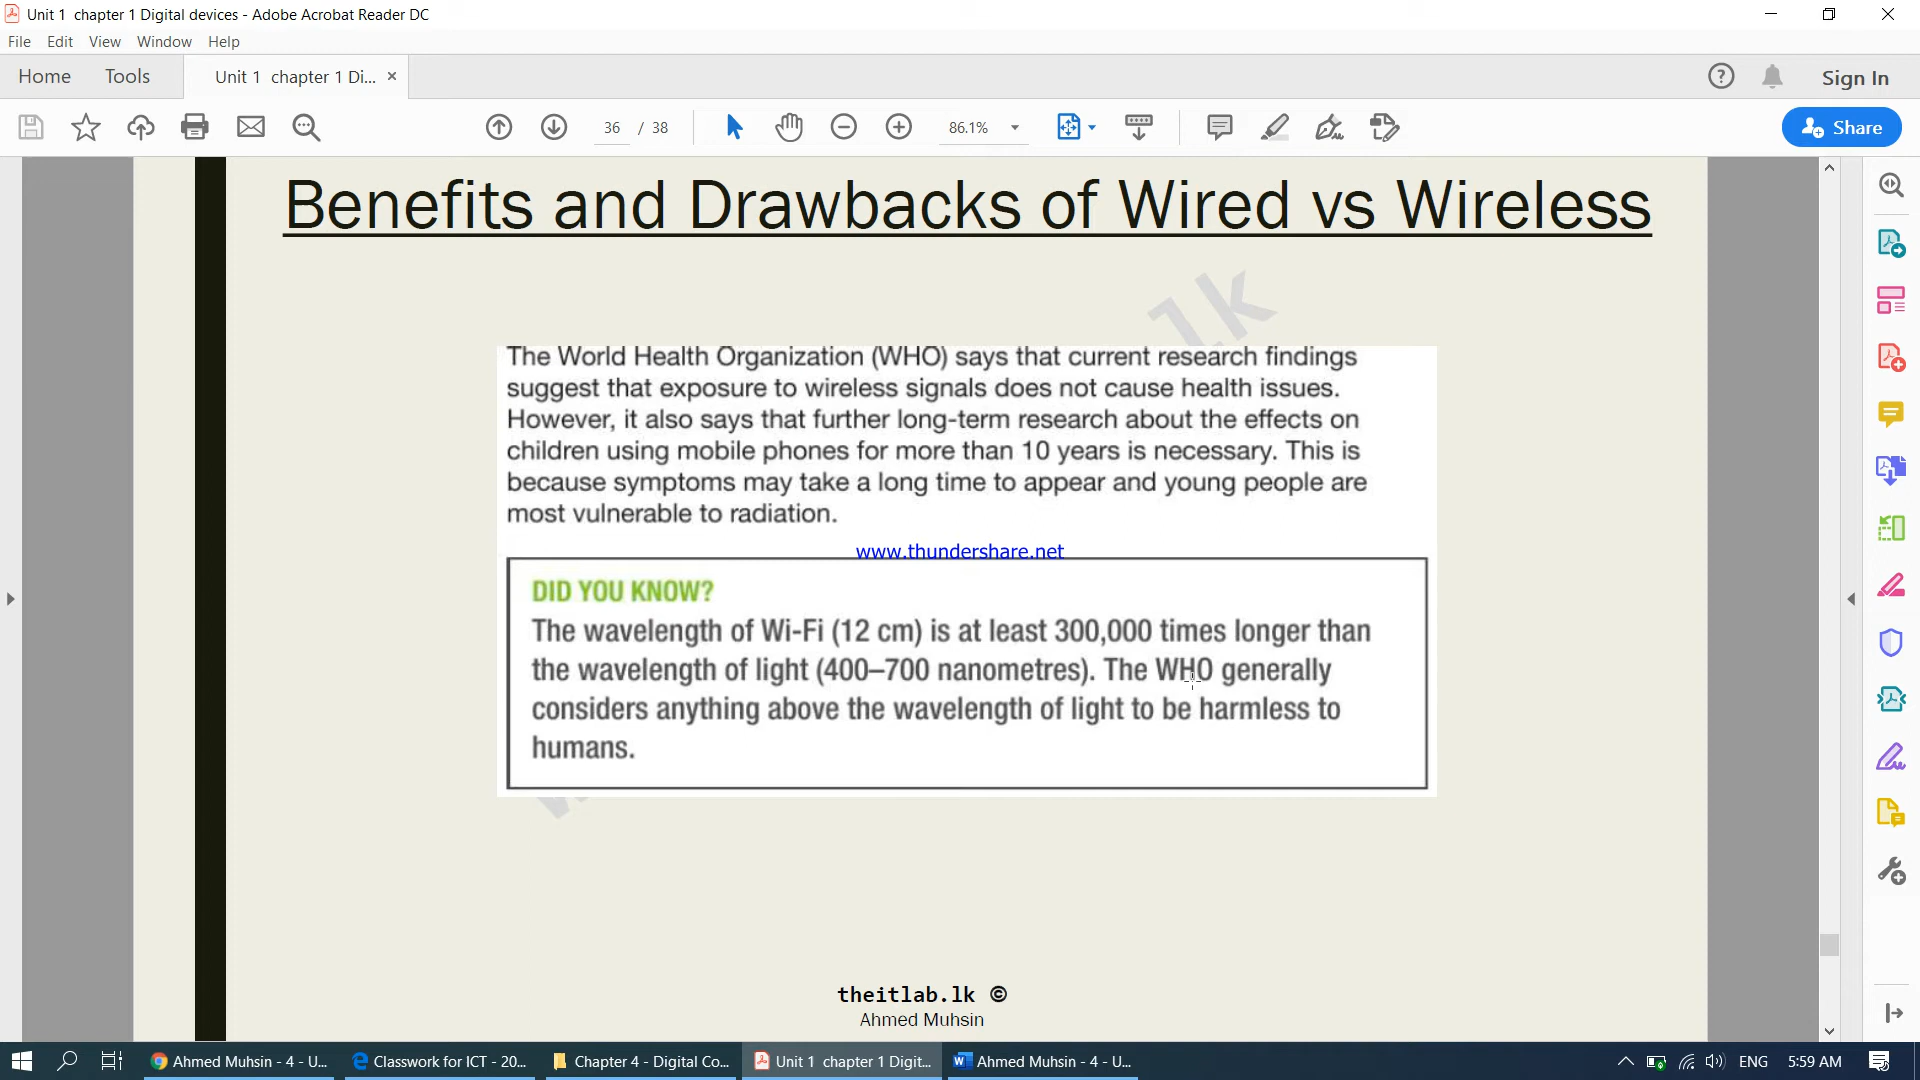 Unit 1  chapter 1 Digital devices - Adobe Acrobat Reader DC
File Edit View Window Help
Home Tools Unit 1  chapter 1 Di... × Sign In
36 / 38 86.1% Share
Benefits and Drawbacks of Wired vs Wireless
lk
The World Health Organization (WHO) says that current research findings
suggest that exposure to wireless signals does not cause health issues.
However, it also says that further long-term research about the effects on
children using mobile phones for more than 10 years is necessary. This is
because symptoms may take a long time to appear and young people are
most vulnerable to radiation.
www.thundershare.net
DID YOU KNOW?
The wavelength of Wi-Fi (12 cm) is at least 300,000 times longer than
the wavelength of light (400–700 nanometres). The WHO generally
considers anything above the wavelength of light to be harmless to
humans.
theitlab.lk ©
Ahmed Muhsin
Ahmed Muhsin - 4 - U... Classwork for ICT - 20... Chapter 4 - Digital Co... Unit 1  chapter 1 Digit... Ahmed Muhsin - 4 - U... ENG 5:59 AM